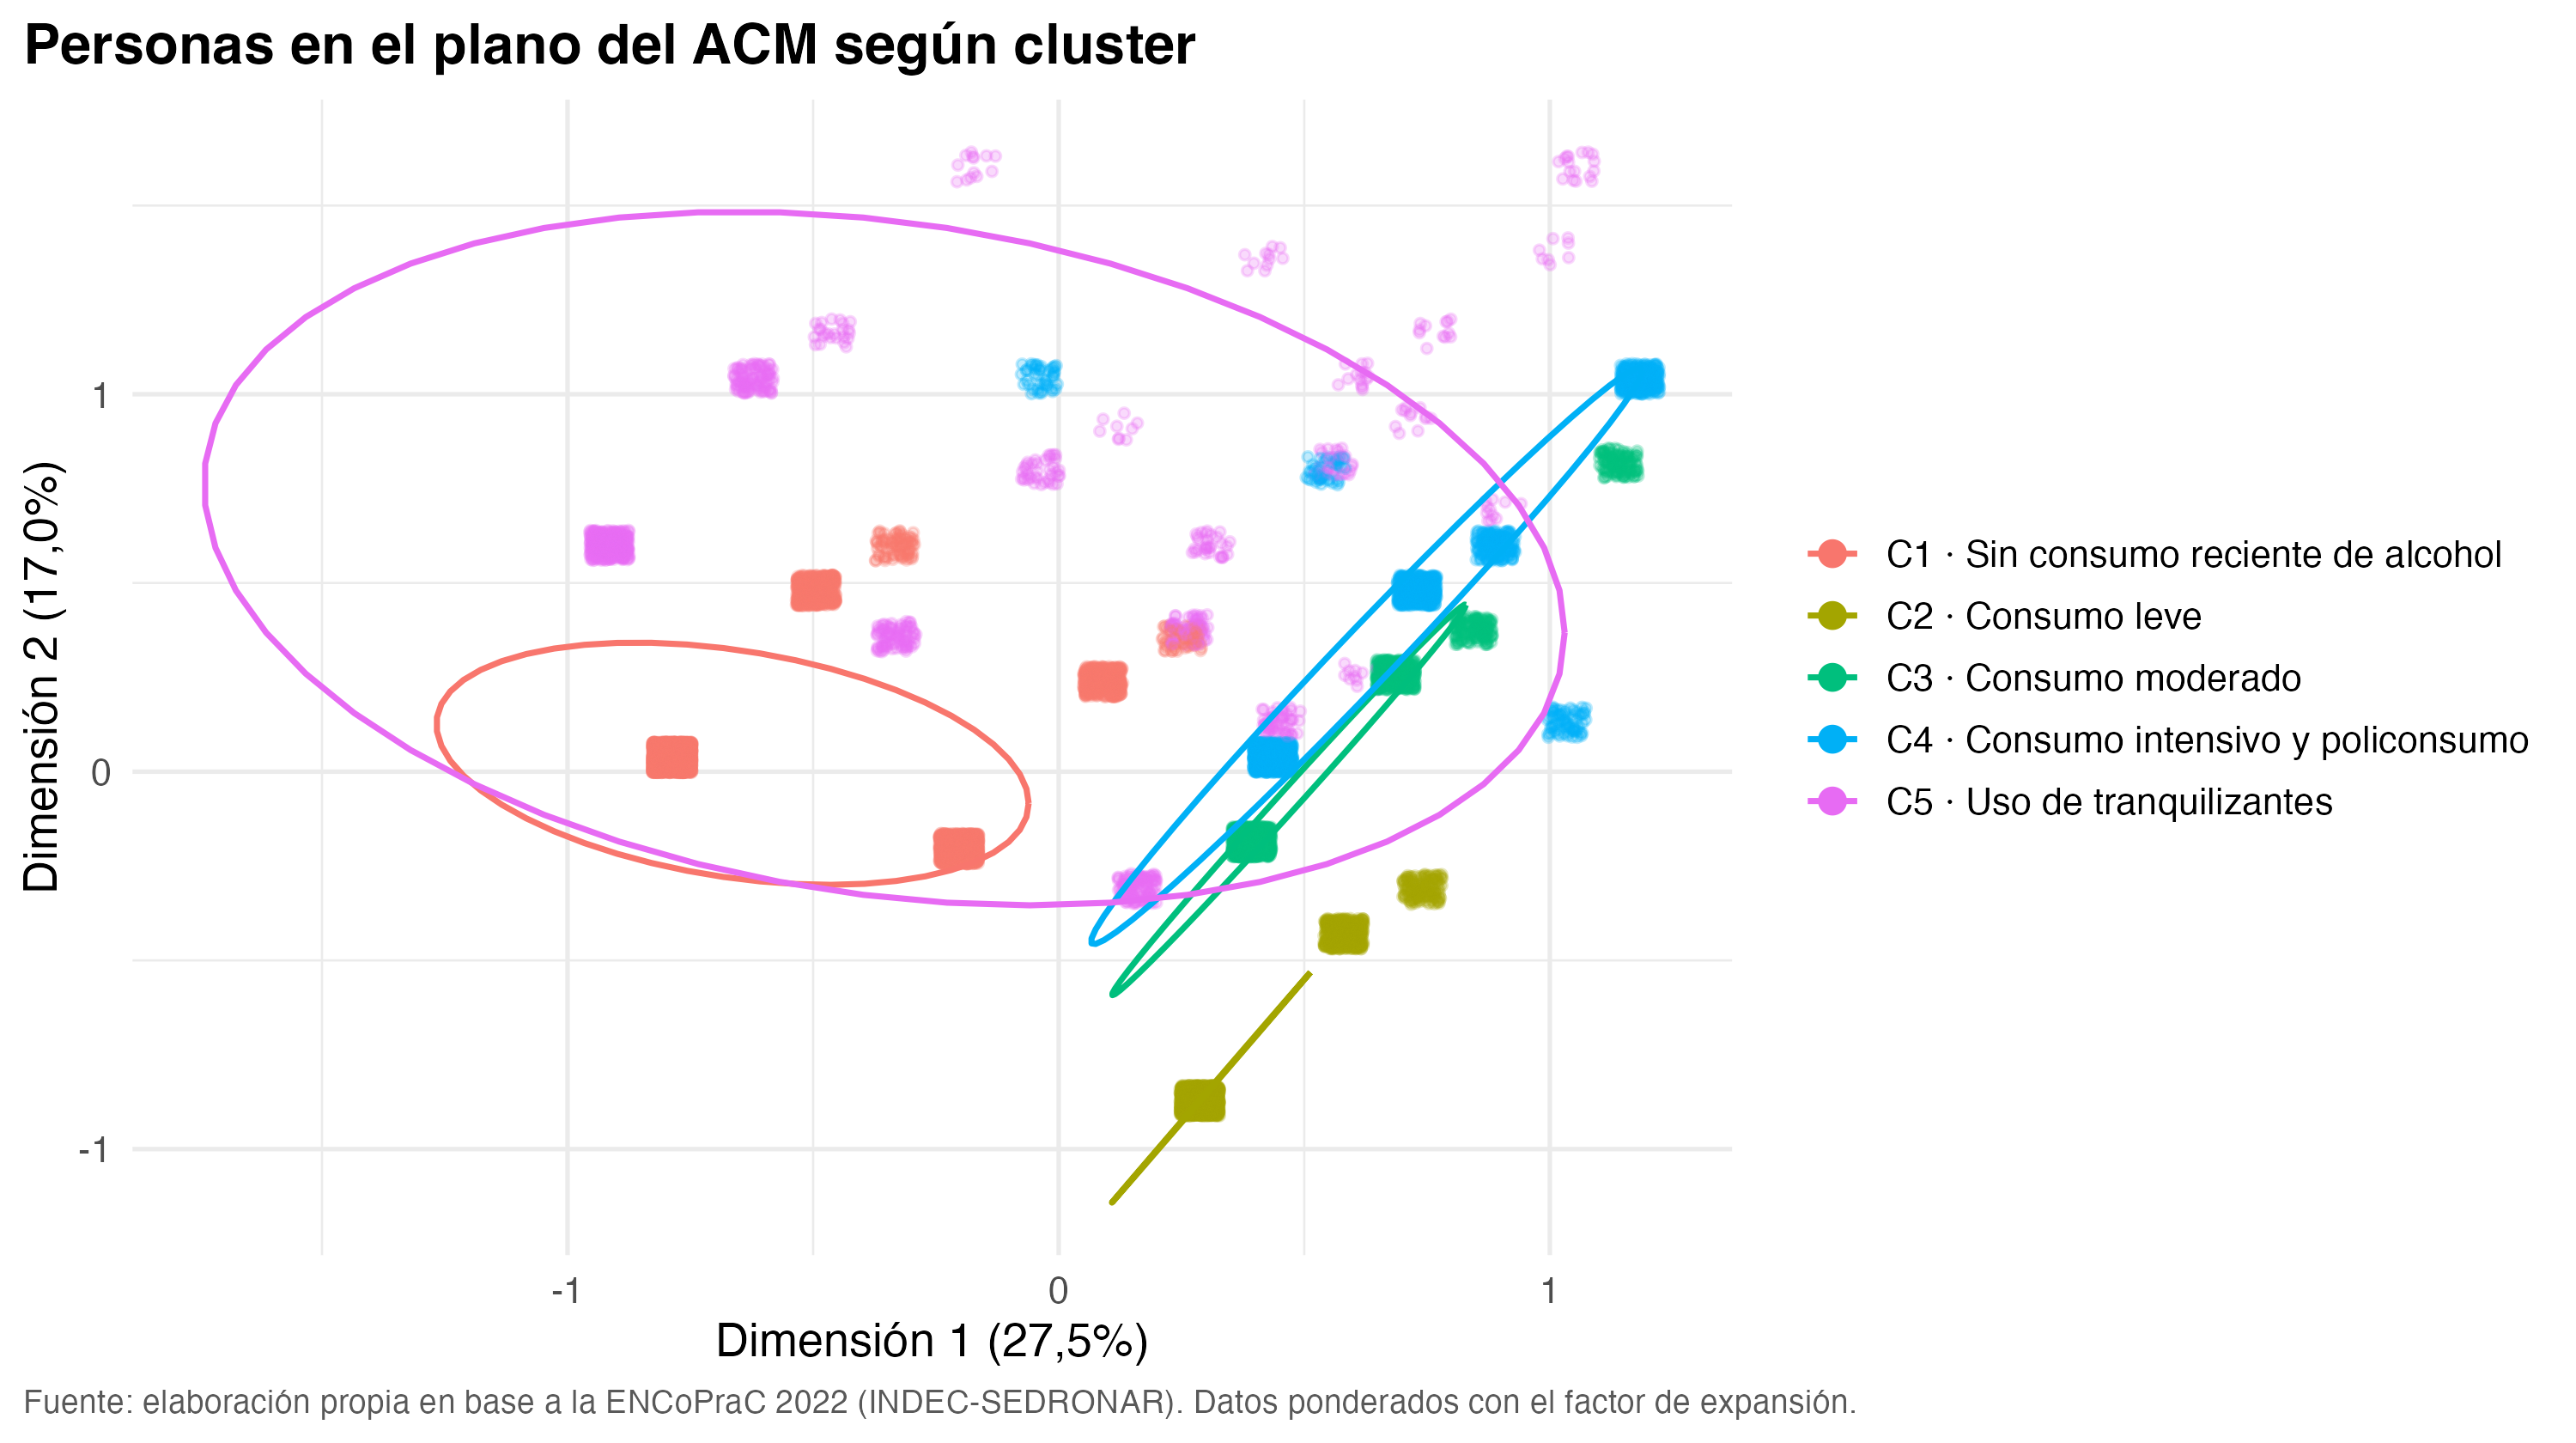 Personas en el plano del ACM según cluster
Dimensión 2 (17,0%)
1
0
-1
-1
0
1
Dimensión 1 (27,5%)
C1 · Sin consumo reciente de alcohol
C2 · Consumo leve
C3 · Consumo moderado
C4 · Consumo intensivo y policonsumo
C5 · Uso de tranquilizantes
Fuente: elaboración propia en base a la ENCoPraC 2022 (INDEC-SEDRONAR). Datos ponderados con el factor de expansión.